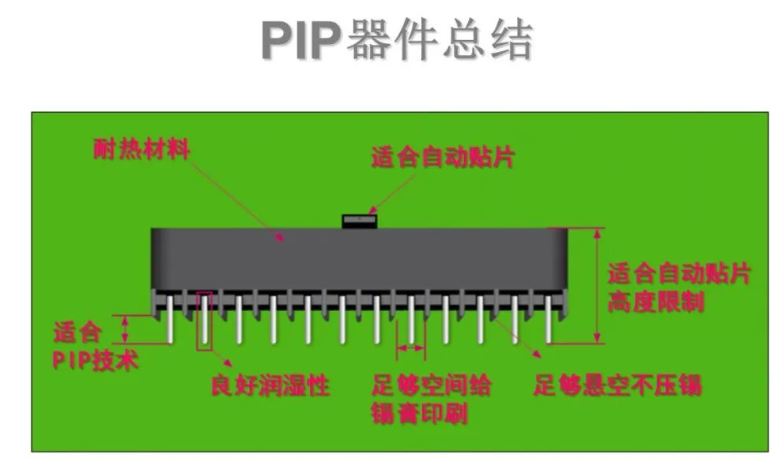 PIP器件总结
耐热材料
适合自动贴片
适合自动贴片
高度限制
适合
PIP技术
良好润湿性
足够空间给
锡膏印刷
足够悬空不压锡